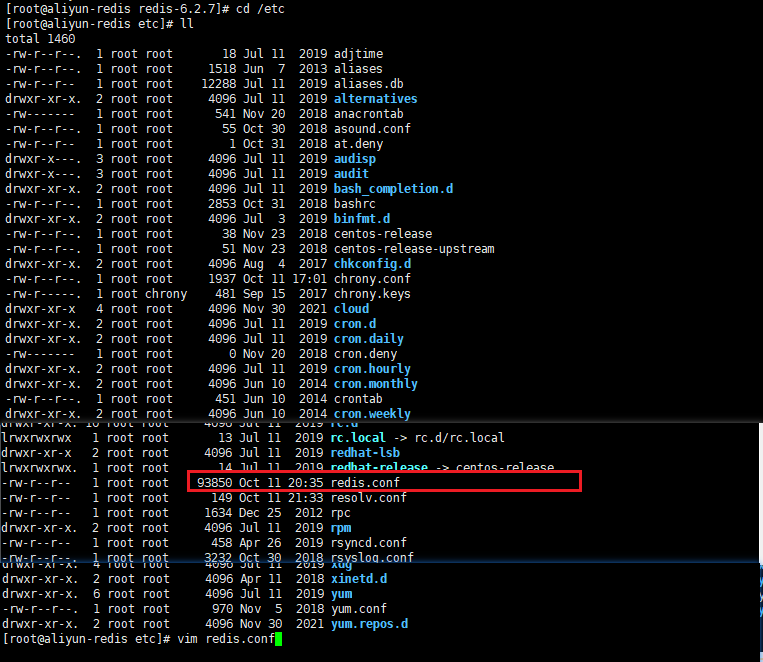 [root@aliyun-redis redis-6.2.7]# cd /etc
[root@aliyun-redis etc]# ll
total 1460
-rw-r--r--. 1 root root 18 Jul 11 2019 adjtime
-rw-r--r--. 1 root root 1518 Jun 7 2013 aliases
-rw-r--r-- 1 root root 12288 Jul 11 2019 aliases.db
drwxr-xr-x. 2 root root 4096 Jul 11 2019 alternatives
-rw------- 1 root root 541 Nov 20 2018 anacrontab
-rw-r--r--. 1 root root 55 Oct 30 2018 asound.conf
-rw-r--r-- 1 root root 1 Oct 31 2018 at.deny
drwxr-x---. 3 root root 4096 Jul 11 2019 audisp
drwxr-x---. 3 root root 4096 Jul 11 2019 audit
drwxr-xr-x. 2 root root 4096 Jul 11 2019 bash_completion.d
-rw-r--r--. 1 root root 2853 Oct 31 2018 bashrc
drwxr-xr-x. 2 root root 4096 Jul 3 2019 binfmt.d
-rw-r--r--. 1 root root 38 Nov 23 2018 centos-release
-rw-r--r--. 1 root root 51 Nov 23 2018 centos-release-upstream
drwxr-xr-x. 2 root root 4096 Aug 4 2017 chkconfig.d
-rw-r--r--. 1 root root 1937 Oct 11 17:01 chrony.conf
-rw-r-----. 1 root chrony 481 Sep 15 2017 chrony.keys
drwxr-xr-x 4 root root 4096 Nov 30 2021 cloud
drwxr-xr-x. 2 root root 4096 Jul 11 2019 cron.d
drwxr-xr-x. 2 root root 4096 Jul 11 2019 cron.daily
-rw------- 1 root root 0 Nov 20 2018 cron.deny
drwxr-xr-x. 2 root root 4096 Jul 11 2019 cron.hourly
drwxr-xr-x. 2 root root 4096 Jun 10 2014 cron.monthly
-rw-r--r--. 1 root root 451 Jun 10 2014 crontab
drwxr-xr-x. 2 root root 4096 Jun 10 2014 cron.weekly
drwxr-xr-x. 10 root root 4096 Jul 11 2019 rc.d
lrwxrwxrwx 1 root root 13 Jul 11 2019 rc.local -> rc.d/rc.local
drwxr-xr-x 2 root root 4096 Jul 11 2019 redhat-lsb
lrwxrwxrwx. 1 root root 14 Jul 11 2019 redhat-release -> centos-release
-rw-r--r-- 1 root root 93850 Oct 11 20:35 redis.conf
-rw-r--r-- 1 root root 149 Oct 11 21:33 resolv.conf
-rw-r--r-- 1 root root 1634 Dec 25 2012 rpc
drwxr-xr-x. 2 root root 4096 Jul 11 2019 rpm
-rw-r--r-- 1 root root 458 Apr 26 2019 rsyncd.conf
-rw-r--r--. 1 root root 3232 Oct 30 2018 rsyslog.conf
drwxr-xr-x. 4 root root 4096 Jul 11 2019 xdg
drwxr-xr-x. 2 root root 4096 Apr 11 2018 xinetd.d
drwxr-xr-x. 6 root root 4096 Jul 11 2019 yum
-rw-r--r--. 1 root root 970 Nov 5 2018 yum.conf
drwxr-xr-x. 2 root root 4096 Nov 30 2021 yum.repos.d
[root@aliyun-redis etc]# vim redis.conf